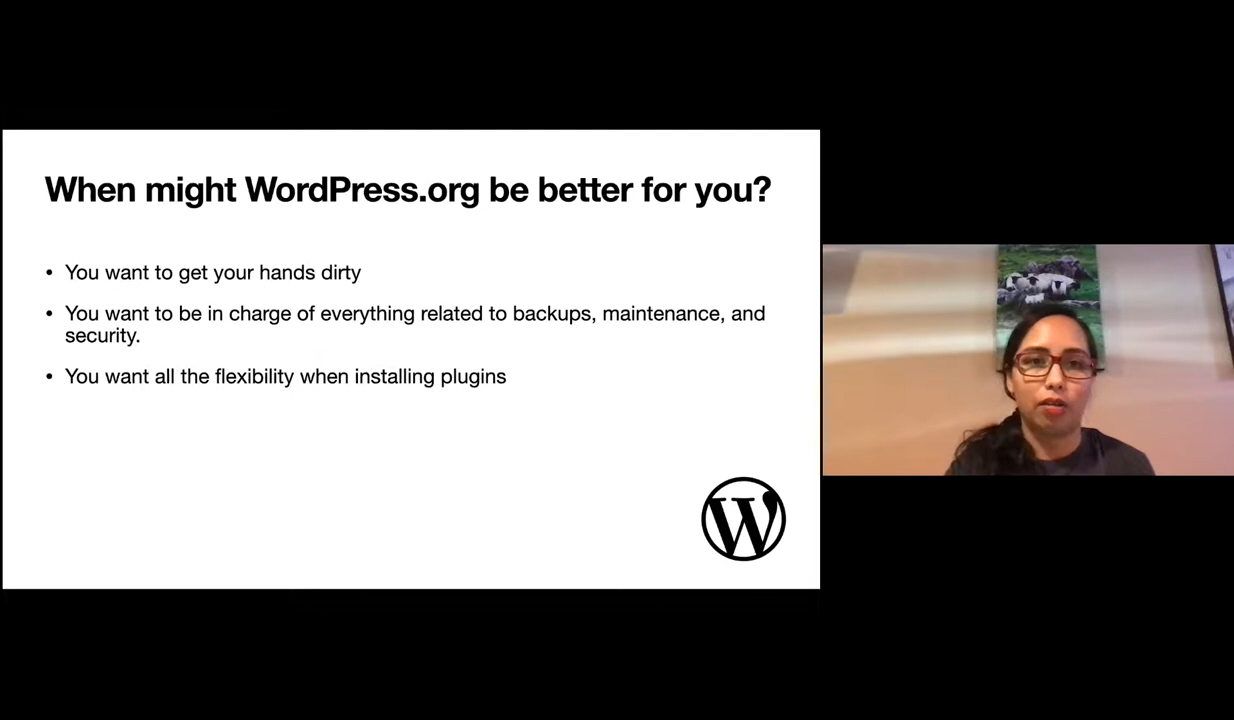 When might WordPress.org be better for you?
• You want to get your hands dirty
• You want to be in charge of everything related to backups, maintenance, and
security.
• You want all the flexibility when installing plugins
W